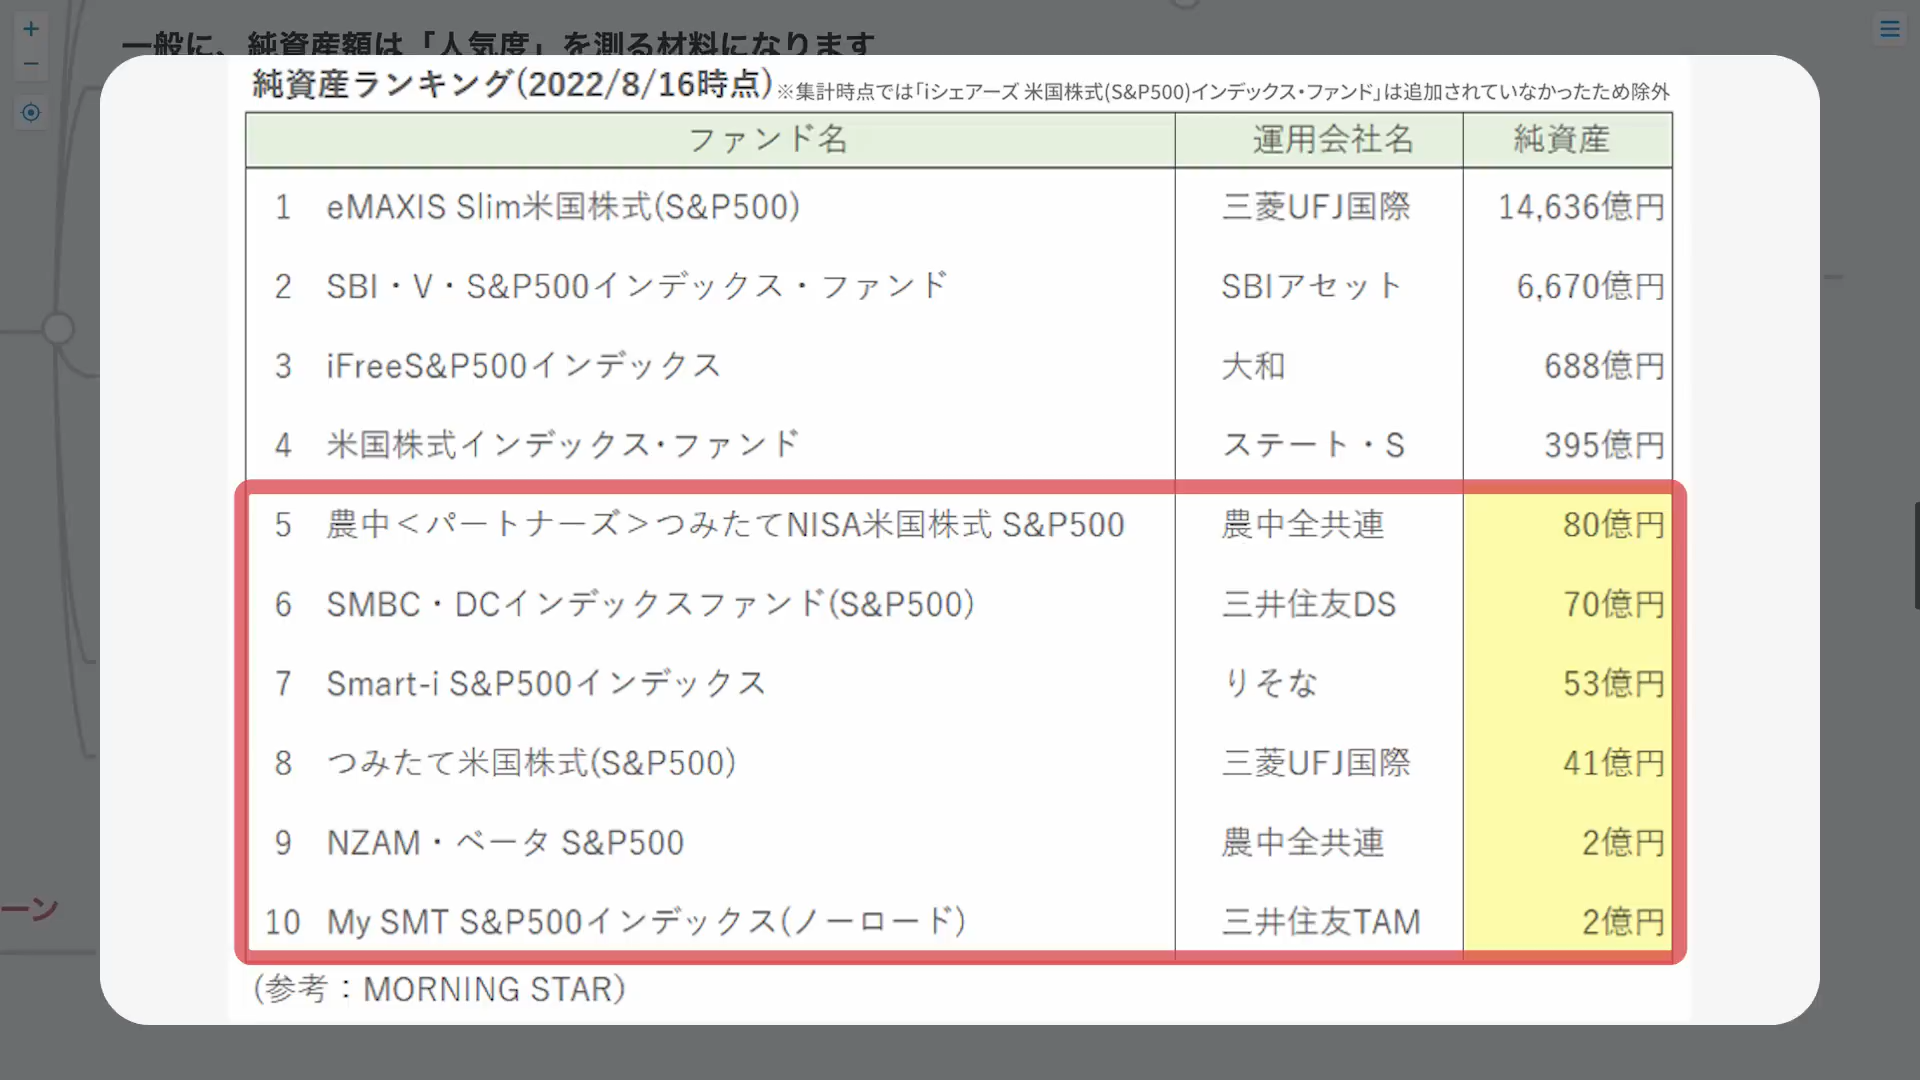 一般に、純資産額は「人気度」を測る材料になります
純資産ランキング(2022/8/16時点)※集計時点では「iシェアーズ 米国株式(S&P500)インデックス・ファンド」は追加されていなかったため除外
ファンド名 運用会社名 純資産
1 eMAXIS Slim米国株式(S&P500) 三菱UFJ国際 14,636億円
2 SBI・V・S&P500インデックス・ファンド SBIアセット 6,670億円
3 iFreeS&P500インデックス 大和 688億円
4 米国株式インデックス・ファンド ステート・S 395億円
5 農中＜パートナーズ＞つみたてNISA米国株式 S&P500 農中全共連 80億円
6 SMBC・DCインデックスファンド(S&P500) 三井住友DS 70億円
7 Smart-i S&P500インデックス りそな 53億円
8 つみたて米国株式(S&P500) 三菱UFJ国際 41億円
9 NZAM・ベータ S&P500 農中全共連 2億円
ーン
10 My SMT S&P500インデックス(ノーロード) 三井住友TAM 2億円
(参考：MORNING STAR)